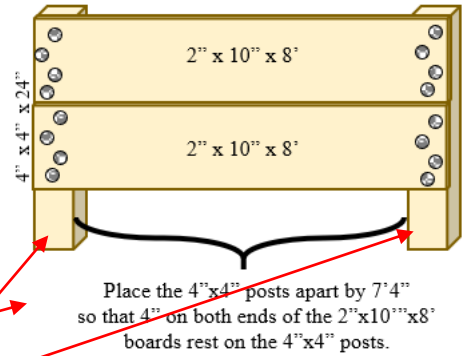 2” x 10” x 8’
4” x 4” x 24”
2” x 10” x 8’
Place the 4”x4” posts apart by 7’4”
so that 4” on both ends of the 2”x10’”x8’
boards rest on the 4”x4” posts.